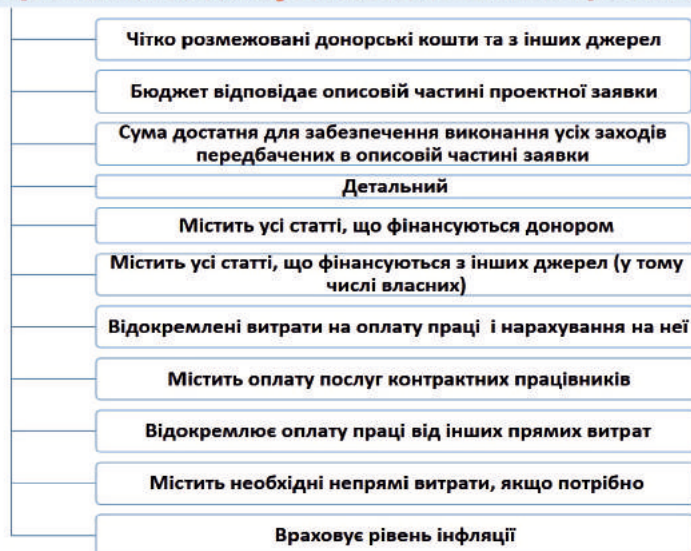 Чітко розмежовані донорські кошти та з інших джерел
Бюджет відповідає описовій частині проектної заявки
Сума достатня для забезпечення виконання усіх заходів
передбачених в описовій частині заявки
Детальний
Містить усі статті, що фінансуються донором
Містить усі статті, що фінансуються з інших джерел (у тому
числі власних)
Відокремлені витрати на оплату праці і нарахування на неї
Містить оплату послуг контрактних працівників
Відокремлює оплату праці від інших прямих витрат
Містить необхідні непрямі витрати, якщо потрібно
Враховує рівень інфляції